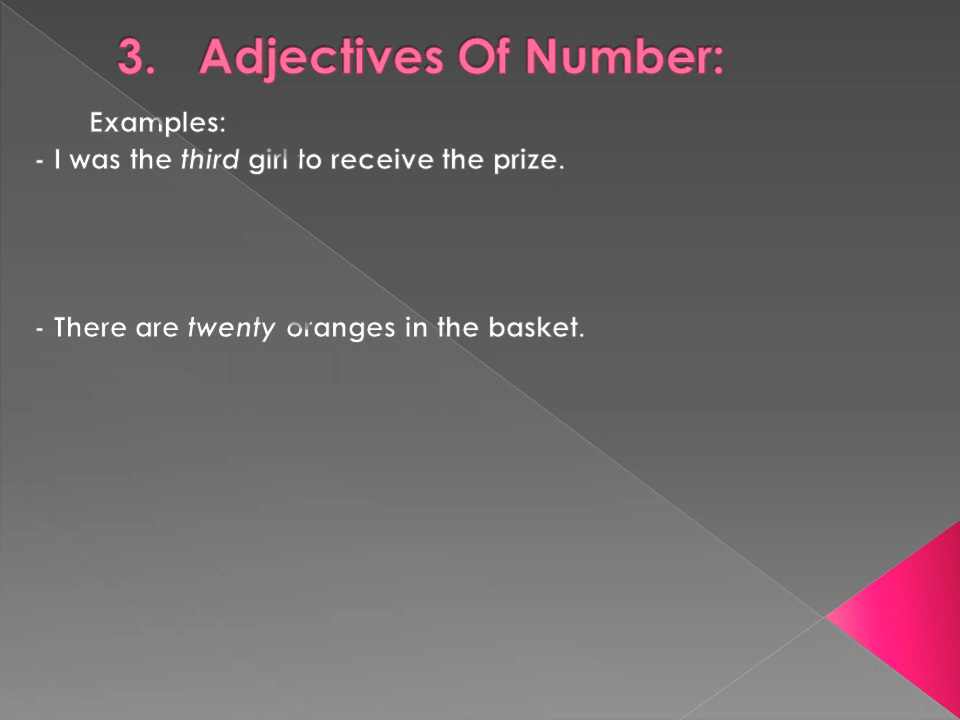 3. Adjectives Of Number:
Examples:
- I was the third girl to receive the prize.
- There are twenty oranges in the basket.